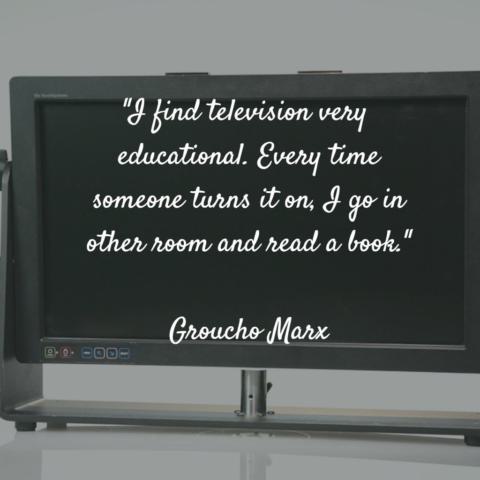 "I find television very
educational. Every time
someone turns it on, I go in
other room and read a book."
Groucho Marx